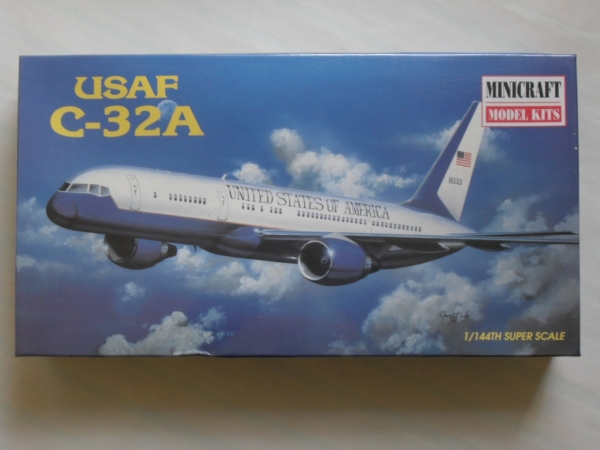 USAF
C-32A
MINICRAFT
MODEL KITS
UNITED STATES OF AMERICA
1/144TH SUPER SCALE